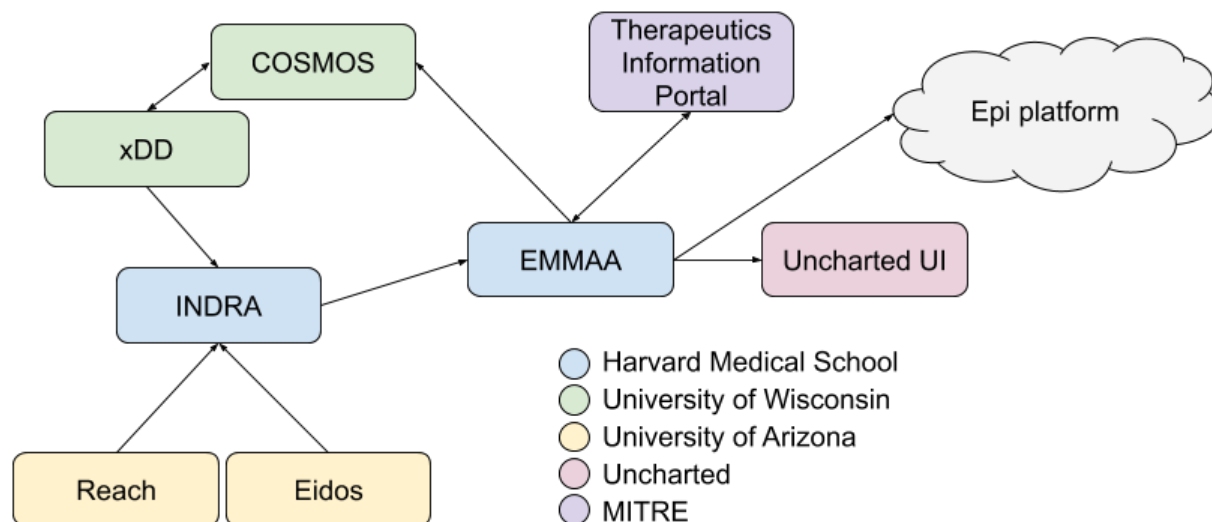 COSMOS
Therapeutics
Information
Portal
Epi platform
xDD
EMMAA
Uncharted UI
INDRA
Harvard Medical School
University of Wisconsin
University of Arizona
Uncharted
MITRE
Reach
Eidos